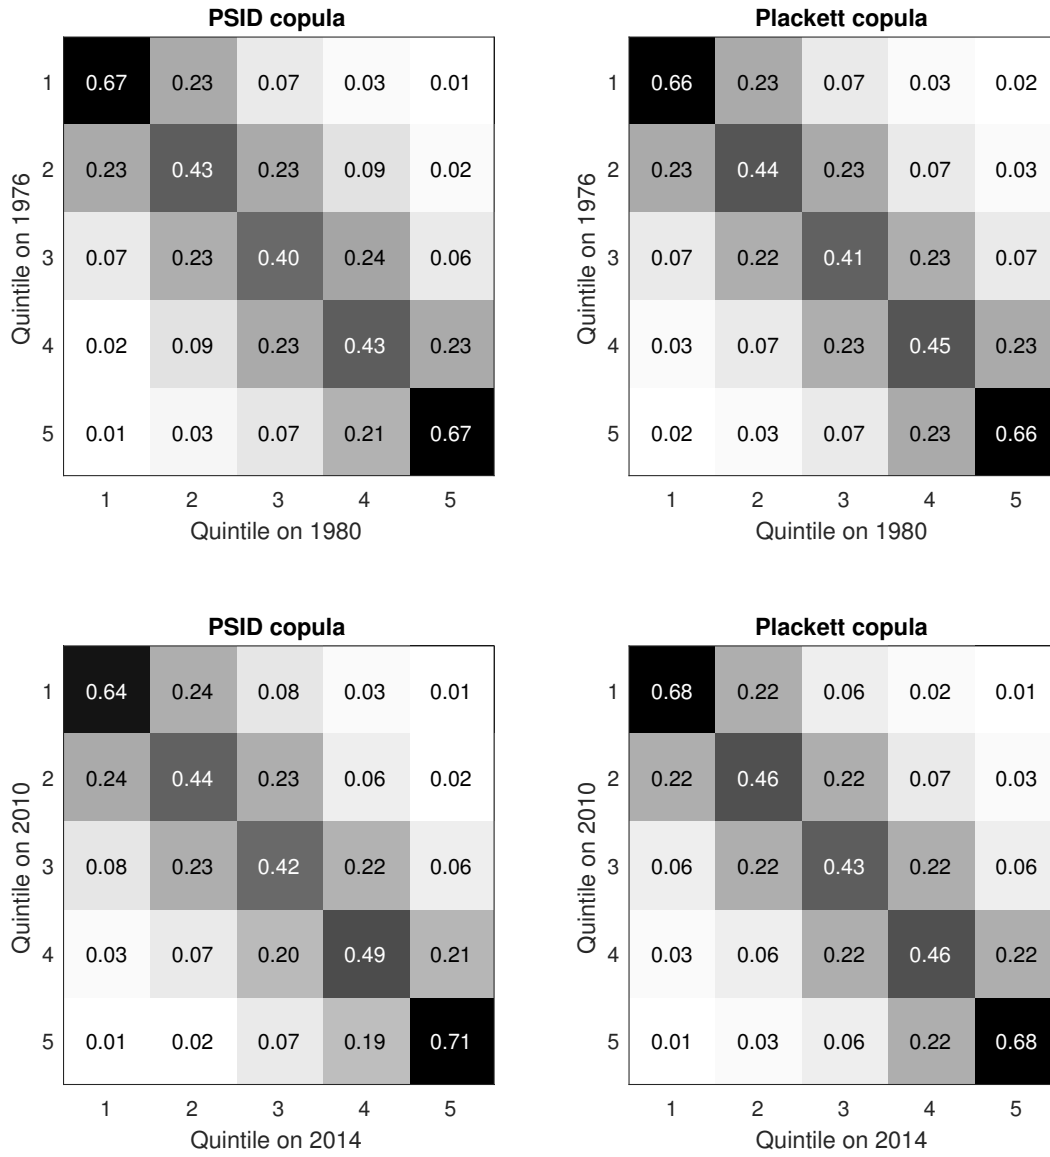 PSID copula
Quintile on 1976
1 0.67 0.23 0.07 0.03 0.01
2 0.23 0.43 0.23 0.09 0.02
3 0.07 0.23 0.40 0.24 0.06
4 0.02 0.09 0.23 0.43 0.23
5 0.01 0.03 0.07 0.21 0.67
1 2 3 4 5
Quintile on 1980
Plackett copula
Quintile on 1976
1 0.66 0.23 0.07 0.03 0.02
2 0.23 0.44 0.23 0.07 0.03
3 0.07 0.22 0.41 0.23 0.07
4 0.03 0.07 0.23 0.45 0.23
5 0.02 0.03 0.07 0.23 0.66
1 2 3 4 5
Quintile on 1980
PSID copula
Quintile on 2010
1 0.64 0.24 0.08 0.03 0.01
2 0.24 0.44 0.23 0.06 0.02
3 0.08 0.23 0.42 0.22 0.06
4 0.03 0.07 0.20 0.49 0.21
5 0.01 0.02 0.07 0.19 0.71
1 2 3 4 5
Quintile on 2014
Plackett copula
Quintile on 2010
1 0.68 0.22 0.06 0.02 0.01
2 0.22 0.46 0.22 0.07 0.03
3 0.06 0.22 0.43 0.22 0.06
4 0.03 0.06 0.22 0.46 0.22
5 0.01 0.03 0.06 0.22 0.68
1 2 3 4 5
Quintile on 2014